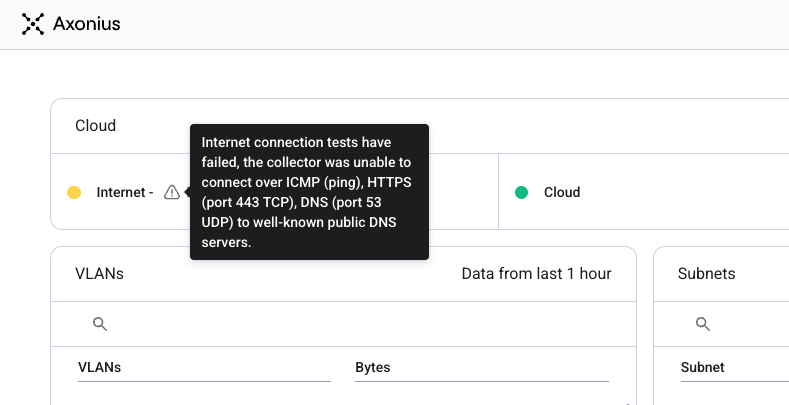 Axonius
Cloud
Internet connection tests have
failed, the collector was unable to
connect over ICMP (ping), HTTPS
(port 443 TCP), DNS (port 53
UDP) to well-known public DNS
servers.
Internet -
Cloud
VLANs
Data from last 1 hour
Subnets
VLANs
Bytes
Subnet